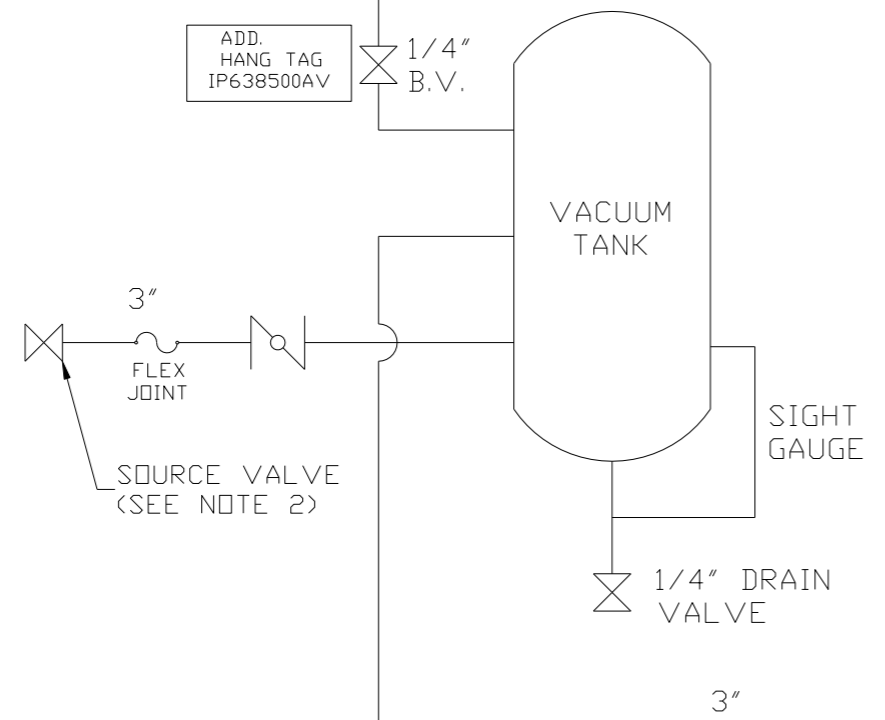 ADD.
HANG TAG
IP638500AV
1/4"
B.V.
VACUUM
TANK
3"
FLEX
JOINT
SOURCE VALVE
(SEE NOTE 2)
SIGHT
GAUGE
1/4" DRAIN
VALVE
3"